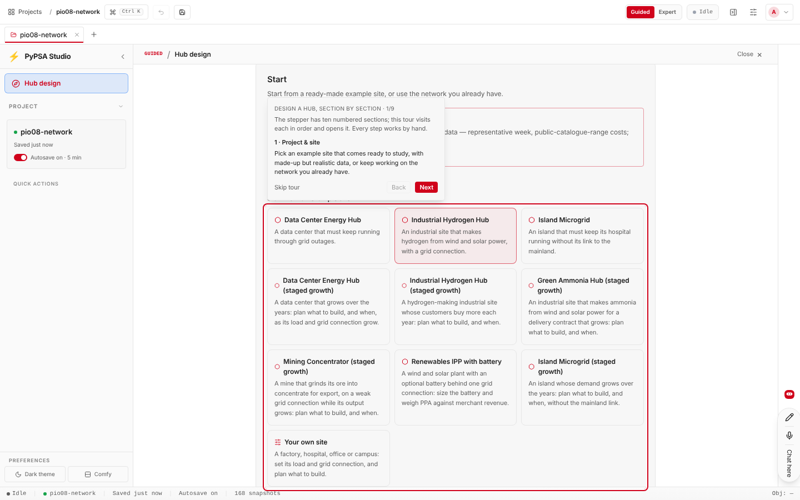 Projects / pio08-network Ctrl K Guided Expert Idle A
pio08-network × +
PyPSA Studio
Hub design
PROJECT
pio08-network
Saved just now
Autosave on · 5 min
QUICK ACTIONS
GUIDED / Hub design Close ×
Start
Start from a ready-made example site, or use the network you already have.
DESIGN A HUB, SECTION BY SECTION · 1/9
The stepper has ten numbered sections; this tour visits
each in order and opens it. Every step works by hand.
1 · Project & site
Pick an example site that comes ready to study, with
made-up but realistic data, or keep working on the
network you already have.
Skip tour Back Next
data — representative week, public-catalogue-range costs;
Data Center Energy Hub
A data center that must keep running
through grid outages.
Industrial Hydrogen Hub
An industrial site that makes
hydrogen from wind and solar power,
with a grid connection.
Island Microgrid
An island that must keep its hospital
running without its link to the
mainland.
Data Center Energy Hub
(staged growth)
A data center that grows over the
years: plan what to build, and when,
as its load and grid connection grow.
Industrial Hydrogen Hub
(staged growth)
A hydrogen-making industrial site
whose customers buy more each
year: plan what to build, and when.
Green Ammonia Hub (staged
growth)
An industrial site that makes ammonia
from wind and solar power for a
delivery contract that grows: plan
what to build, and when.
Mining Concentrator (staged
growth)
A mine that grinds its ore into
concentrate for export, on a weak
grid connection while its output
grows: plan what to build, and when.
Renewables IPP with battery
A wind and solar plant with an
optional battery behind one grid
connection: size the battery and
weigh PPA against merchant revenue.
Island Microgrid (staged
growth)
An island whose demand grows over
the years: plan what to build, and
when, without the mainland link.
Your own site
A factory, hospital, office or campus:
set its load and grid connection, and
plan what to build.
Chat here
PREFERENCES
Dark theme Comfy
Idle pio08-network Saved just now Autosave on 168 snapshots Obj: —